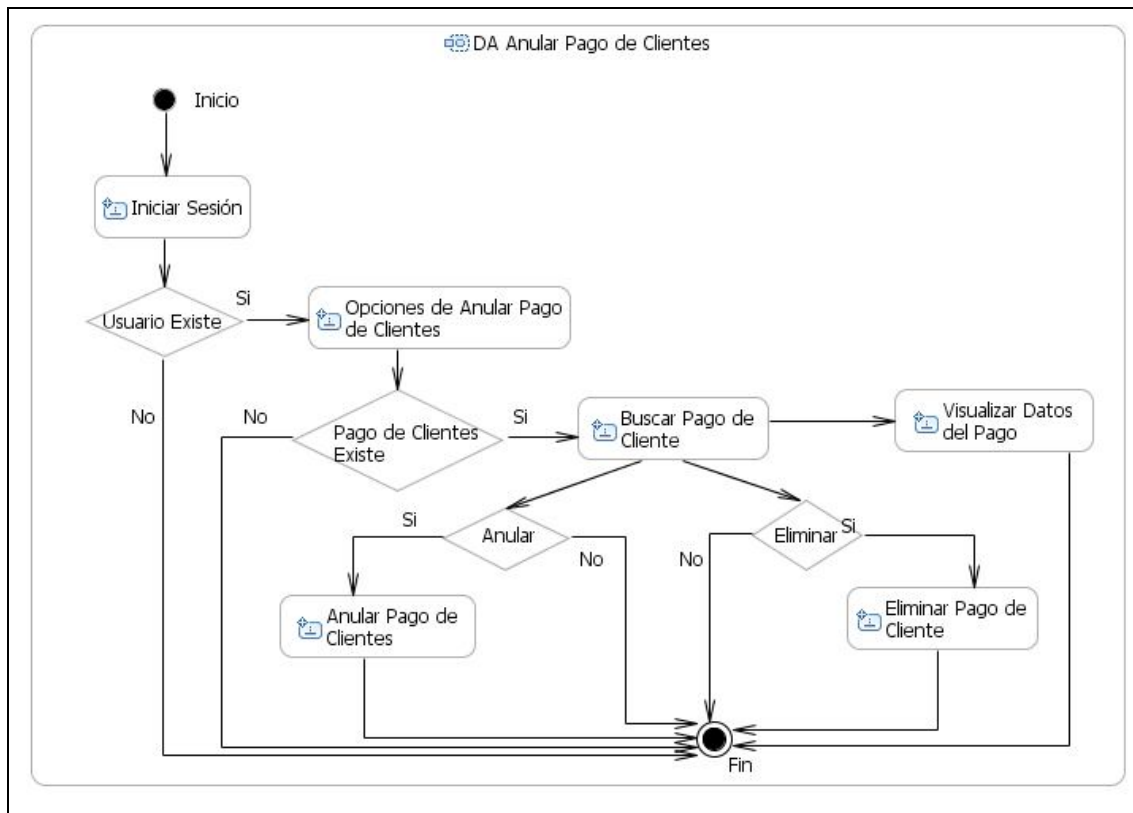 DA Anular Pago de Clientes
Inicio
Iniciar Sesión
Usuario Existe
Si
Opciones de Anular Pago
de Clientes
No
No
Pago de Clientes
Existe
Si
Buscar Pago de
Cliente
Visualizar Datos
del Pago
Si
Anular
No
No
Eliminar
Si
Anular Pago de
Clientes
Eliminar Pago de
Cliente
Fin